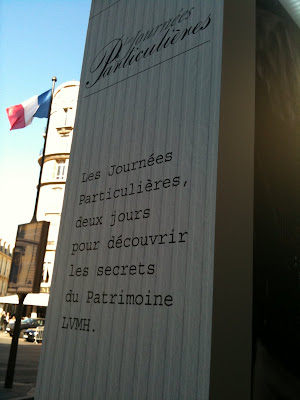 Journées
Particulières
Les Journées
Particulières,
deux jours
pour découvrir
les secrets
du Patrimoine
LVMH.